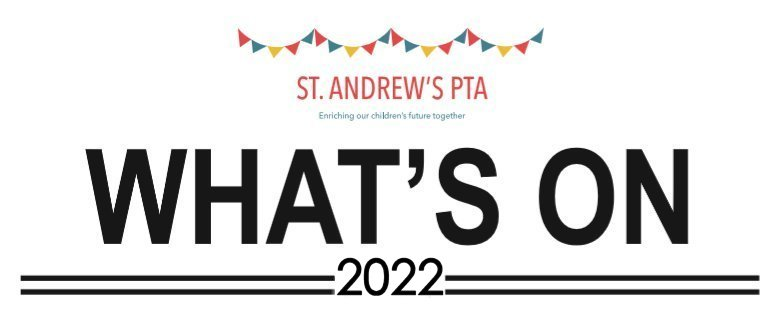 ST. ANDREW'S PTA
Enriching our children's future together
WHAT'S ON
2022